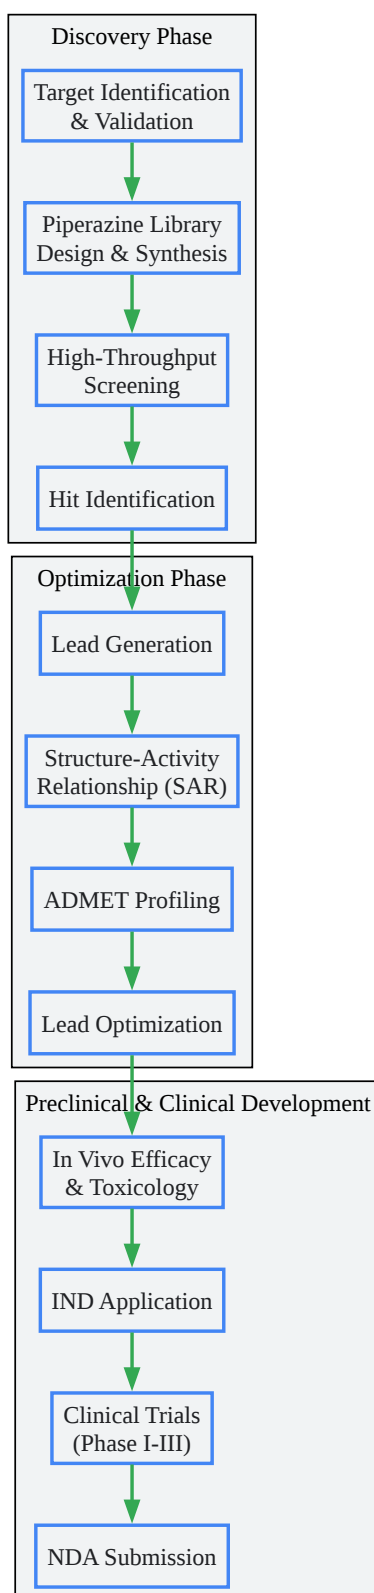 Discovery Phase
Target Identification
& Validation
Piperazine Library
Design & Synthesis
High-Throughput
Screening
Hit Identification
Optimization Phase
Lead Generation
Structure-Activity
Relationship (SAR)
ADMET Profiling
Lead Optimization
Preclinical & Clinical Development
In Vivo Efficacy
& Toxicology
IND Application
Clinical Trials
(Phase I-III)
NDA Submission